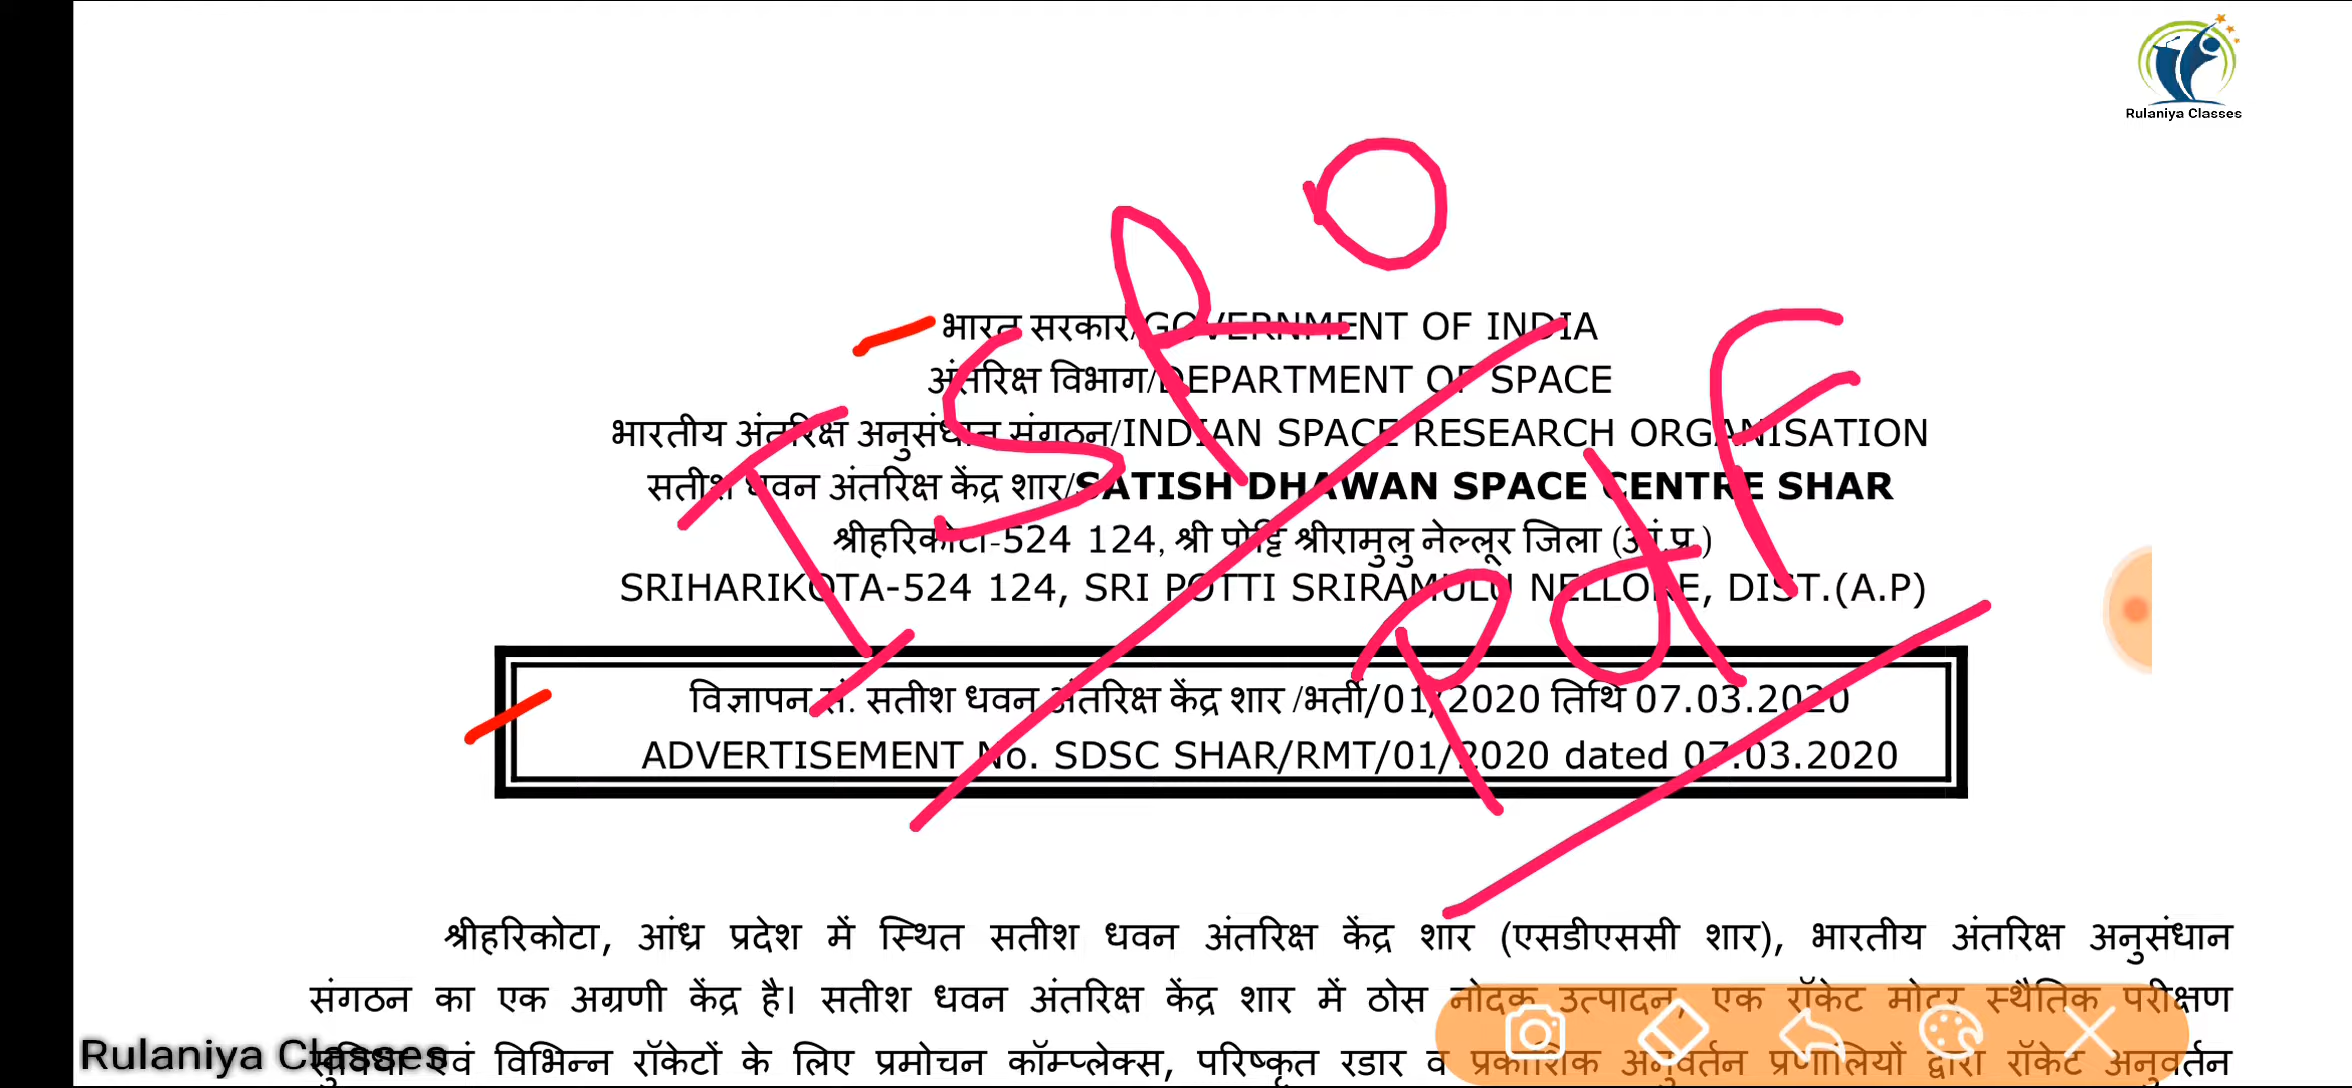 Rulaniya Classes
ISRO
pdf
भारत सरकार/GOVERNMENT OF INDIA
अंतरिक्ष विभाग/DEPARTMENT OF SPACE
भारतीय अंतरिक्ष अनुसंधान संगठन/INDIAN SPACE RESEARCH ORGANISATION
सतीश धवन अंतरिक्ष केंद्र शार/SATISH DHAWAN SPACE CENTRE SHAR
श्रीहरिकोटा-524 124, श्री पोट्टि श्रीरामुलु नेल्लूर जिला (आं.प्र.)
SRIHARIKOTA-524 124, SRI POTTI SRIRAMULU NELLORE, DIST.(A.P)
विज्ञापन सं. सतीश धवन अंतरिक्ष केंद्र शार /भर्ती/01/2020 तिथि 07.03.2020
ADVERTISEMENT No. SDSC SHAR/RMT/01/2020 dated 07.03.2020
श्रीहरिकोटा, आंध्र प्रदेश में स्थित सतीश धवन अंतरिक्ष केंद्र शार (एसडीएससी शार), भारतीय अंतरिक्ष अनुसंधान
संगठन का एक अग्रणी केंद्र है। सतीश धवन अंतरिक्ष केंद्र शार में ठोस नोदक उत्पादन, एक रॉकेट मोटर स्थैतिक परीक्षण
सुविधा एवं विभिन्न रॉकेटों के लिए प्रमोचन कॉम्प्लेक्स, परिष्कृत रडार व प्रकाशिक अनुवर्तन प्रणालियों द्वारा रॉकेट अनुवर्तन
Rulaniya Classes